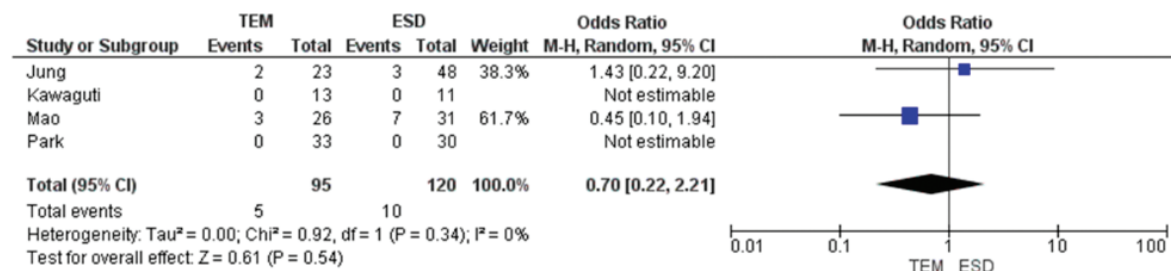 TEM ESD Odds Ratio Odds Ratio
Study or Subgroup Events Total Events Total Weight M-H, Random, 95% CI M-H, Random, 95% CI
Jung 2 23 3 48 38.3% 1.43 [0.22, 9.20]
Kawaguti 0 13 0 11 Not estimable
Mao 3 26 7 31 61.7% 0.45 [0.10, 1.94]
Park 0 33 0 30 Not estimable
Total (95% CI) 95 120 100.0% 0.70 [0.22, 2.21]
Total events 5 10
Heterogeneity: Tau² = 0.00; Chi² = 0.92, df = 1 (P = 0.34); I² = 0%
Test for overall effect: Z = 0.61 (P = 0.54)
0.01 0.1 1 10 100
TEM ESD